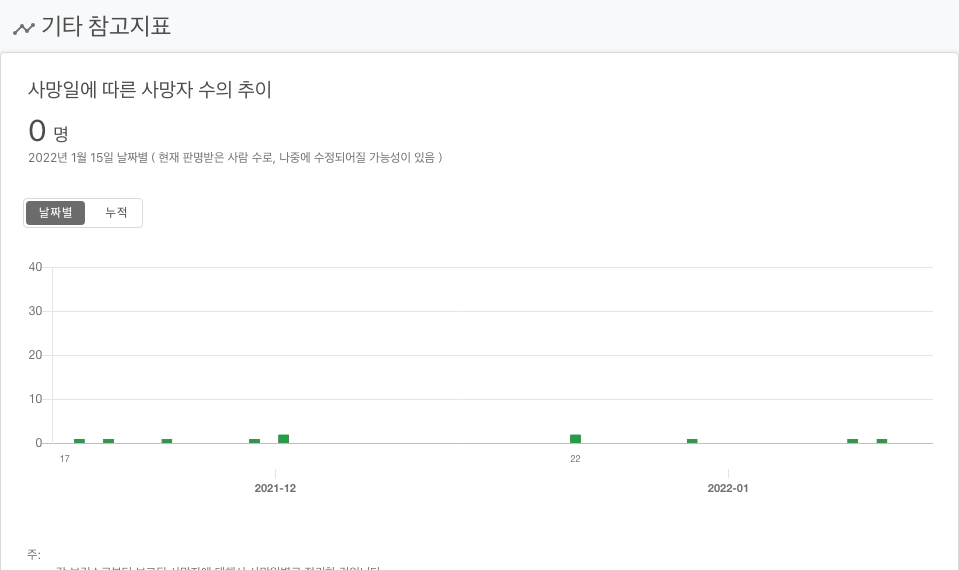 기타 참고지표
사망일에 따른 사망자 수의 추이
0 명
2022년 1월 15일 날짜별 ( 현재 판명받은 사람 수로, 나중에 수정되어질 가능성이 있음 )
날짜별 누적
40
30
20
10
0
17 22
2021-12 2022-01
주: